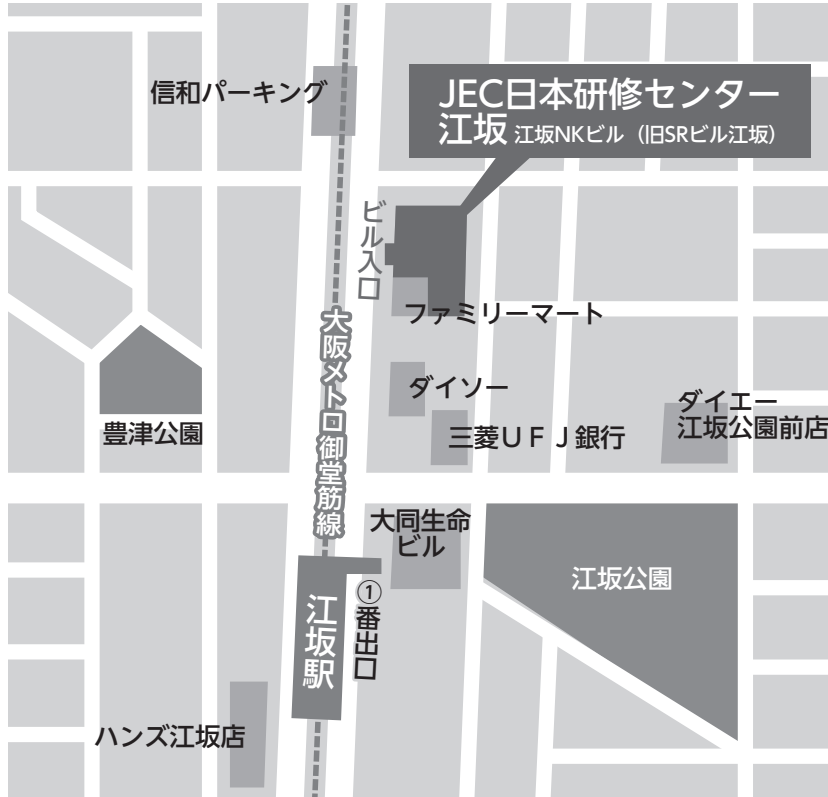 信和パーキング
JEC日本研修センター
江坂 江坂NKビル（旧SRビル江坂）
ビル入口
ファミリーマート
大阪メトロ御堂筋線
ダイソー
ダイエー
江坂公園前店
豊津公園
三菱ＵＦＪ銀行
大同生命
ビル
江坂公園
①番出口
江坂駅
ハンズ江坂店